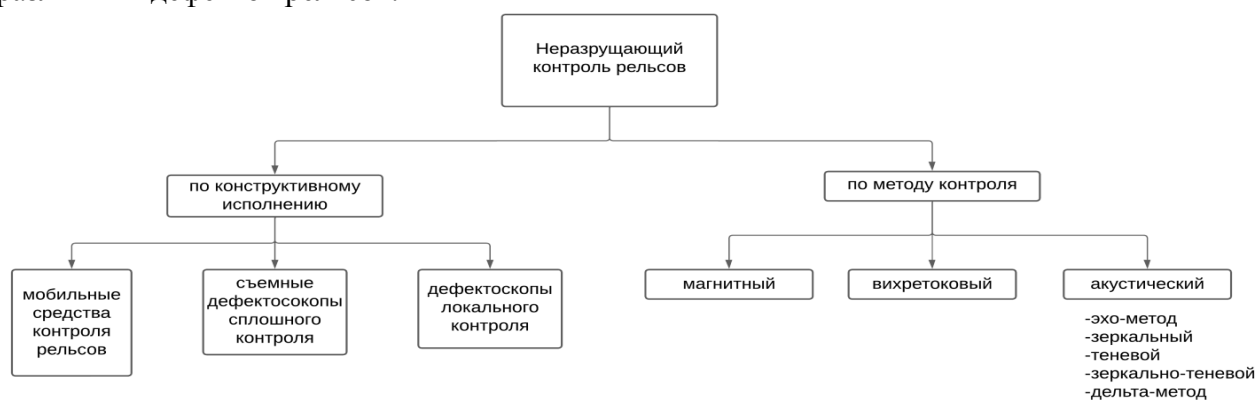 Неразрущающий
контроль рельсов
по конструктивному
исполнению
по методу контроля
мобильные
средства
контроля
рельсов
съемные
дефектосокопы
сплошного
контроля
дефектоскопы
локального
контроля
магнитный
вихретоковый
акустический
-эхо-метод
-зеркальный
-теневой
-зеркально-теневой
-дельта-метод